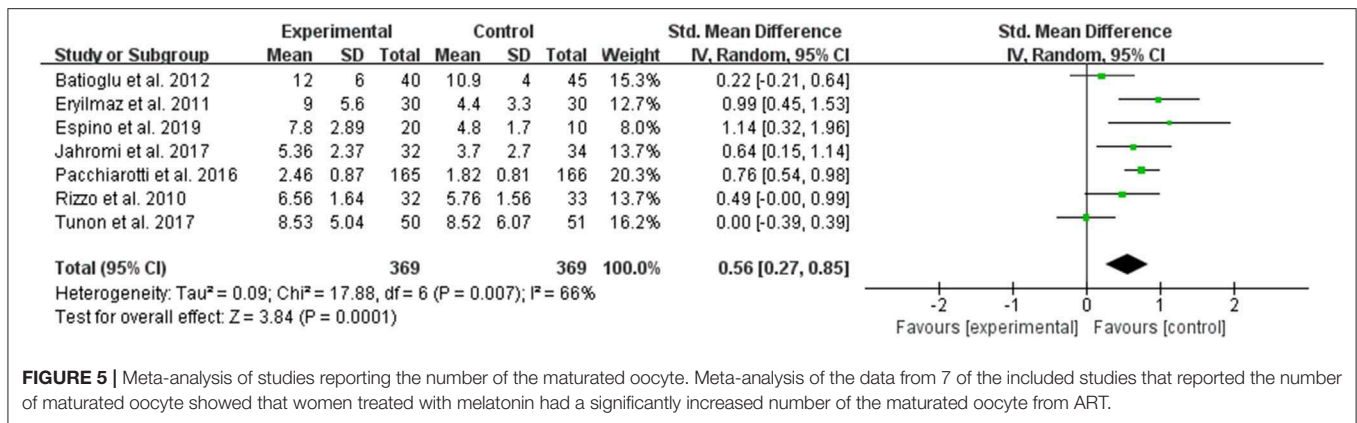 Experimental Control Std. Mean Difference Std. Mean Difference
Study or Subgroup Mean SD Total Mean SD Total Weight IV, Random, 95% CI IV, Random, 95% CI
Batioglu et al. 2012 12 6 40 10.9 4 45 15.3% 0.22 [-0.21, 0.64]
Eryilmaz et al. 2011 9 5.6 30 4.4 3.3 30 12.7% 0.99 [0.45, 1.53]
Espino et al. 2019 7.8 2.89 20 4.8 1.7 10 8.0% 1.14 [0.32, 1.96]
Jahromi et al. 2017 5.36 2.37 32 3.7 2.7 34 13.7% 0.64 [0.15, 1.14]
Pacchiarotti et al. 2016 2.46 0.87 165 1.82 0.81 166 20.3% 0.76 [0.54, 0.98]
Rizzo et al. 2010 6.56 1.64 32 5.76 1.56 33 13.7% 0.49 [-0.00, 0.99]
Tunon et al. 2017 8.53 5.04 50 8.52 6.07 51 16.2% 0.00 [-0.39, 0.39]
Total (95% CI) 369 369 100.0% 0.56 [0.27, 0.85]
Heterogeneity: Tau² = 0.09; Chi² = 17.88, df = 6 (P = 0.007); I² = 66%
Test for overall effect: Z = 3.84 (P = 0.0001)
-2 -1 0 1 2
Favours [experimental] Favours [control]
FIGURE 5 | Meta-analysis of studies reporting the number of the maturated oocyte. Meta-analysis of the data from 7 of the included studies that reported the number
of maturated oocyte showed that women treated with melatonin had a significantly increased number of the maturated oocyte from ART.